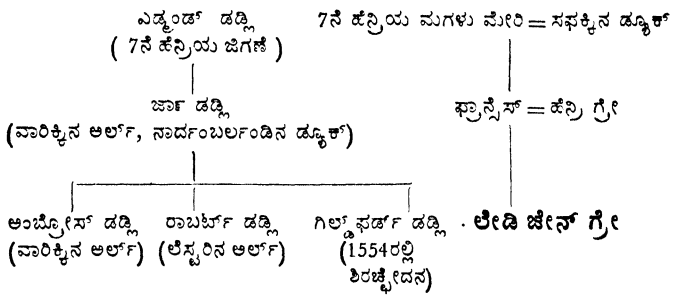 ಎಡ್ಮಂಡ್ ಡಡ್ಲಿ 7ನೆ ಹೆನ್ರಿಯ ಮಗಳು ಮೇರಿ = ಸಫಕ್ಕಿನ ಡ್ಯೂಕ್
( 7ನೆ ಹೆನ್ರಿಯ ಜಿಗಣೆ )
ಜಾನ್ ಡಡ್ಲಿ ಫ್ರಾನ್ಸೆಸ್ = ಹೆನ್ರಿ ಗ್ರೇ
(ವಾರಿಕ್ಕಿನ ಅರ್ಲ್, ನಾರ್ದಂಬರ್ಲಂಡಿನ ಡ್ಯೂಕ್)
ಅಂಬ್ರೋಸ್ ಡಡ್ಲಿ ರಾಬರ್ಟ್ ಡಡ್ಲಿ ಗಿಲ್ಡ್‌ಫರ್ಡ್ ಡಡ್ಲಿ · ಲೇಡಿ ಜೇನ್ ಗ್ರೇ
(ವಾರಿಕ್ಕಿನ ಅರ್ಲ್) (ಲೆಸ್ಟರಿನ ಅರ್ಲ್) (1554ರಲ್ಲಿ
ಶಿರಚ್ಛೇದನ)